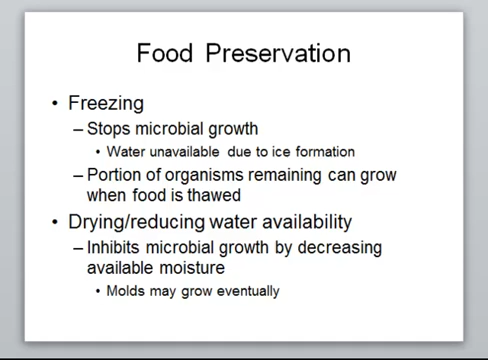 Food Preservation
• Freezing
– Stops microbial growth
• Water unavailable due to ice formation
– Portion of organisms remaining can grow
when food is thawed
• Drying/reducing water availability
– Inhibits microbial growth by decreasing
available moisture
• Molds may grow eventually